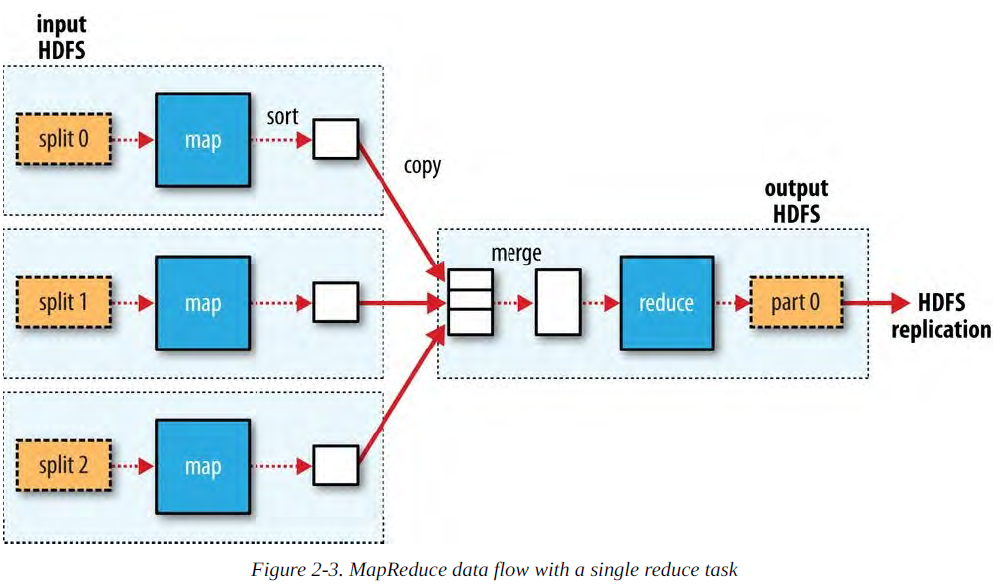 input
HDFS
split 0
map
sort
copy
split 1
map
merge
reduce
output
HDFS
part 0
HDFS
replication
split 2
map
Figure 2-3. MapReduce data flow with a single reduce task